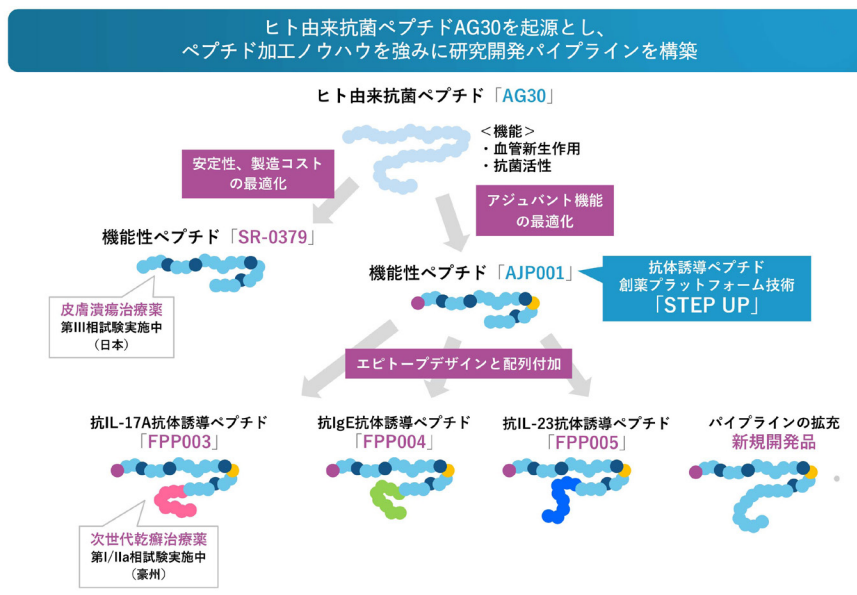 ヒト由来抗菌ペプチドAG30を起源とし、
ペプチド加工ノウハウを強みに研究開発パイプラインを構築
ヒト由来抗菌ペプチド「AG30」
＜機能＞
・血管新生作用
・抗菌活性
安定性、製造コスト
の最適化
アジュバント機能
の最適化
機能性ペプチド「SR-0379」
皮膚潰瘍治療薬
第III相試験実施中
（日本）
機能性ペプチド「AJP001」
抗体誘導ペプチド
創薬プラットフォーム技術
「STEP UP」
エピトープデザインと配列付加
抗IL-17A抗体誘導ペプチド
「FPP003」
抗IgE抗体誘導ペプチド
「FPP004」
抗IL-23抗体誘導ペプチド
「FPP005」
パイプラインの拡充
新規開発品
次世代乾癬治療薬
第I/IIa相試験実施中
（豪州）